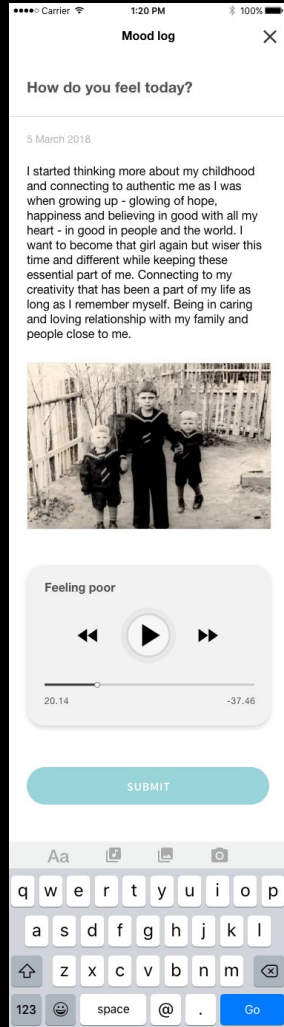 Carrier 1:20 PM 100%
Mood log
How do you feel today?
5 March 2018
I started thinking more about my childhood
and connecting to authentic me as I was
when growing up - glowing of hope,
happiness and believing in good with all my
heart - in good in people and the world. I
want to become that girl again but wiser this
time and different while keeping these
essential part of me. Connecting to my
creativity that has been a part of my life as
long as I remember myself. Being in caring
and loving relationship with my family and
people close to me.
Feeling poor
20.14 -37.46
SUBMIT
Aa
q w e r t y u i o p
a s d f g h j k l
z x c v b n m
123 space @ . Go